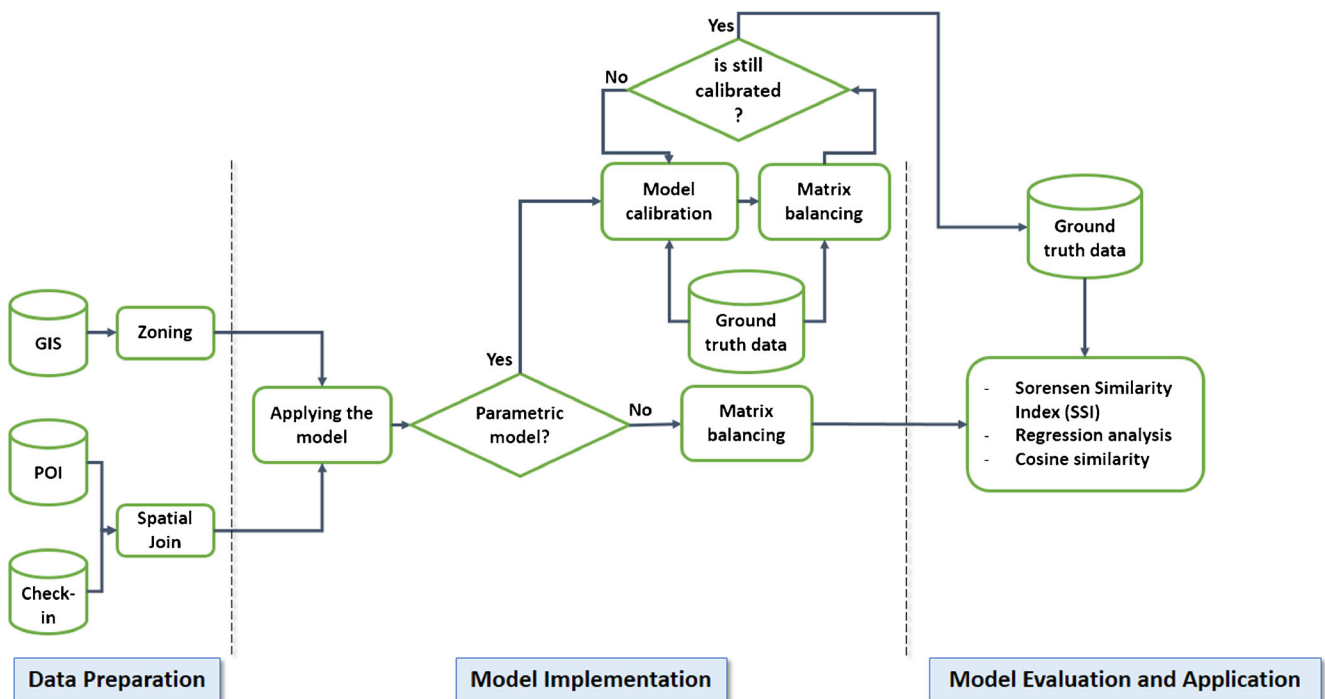 Yes
is still
calibrated
?
No
Model
calibration
Matrix
balancing
Ground
truth data
Ground
truth data
GIS
Zoning
Yes
Applying the
model
Parametric
model?
No
Matrix
balancing
- Sorensen Similarity
Index (SSI)
- Regression analysis
- Cosine similarity
POI
Spatial
Join
Check-
in
Data Preparation
Model Implementation
Model Evaluation and Application